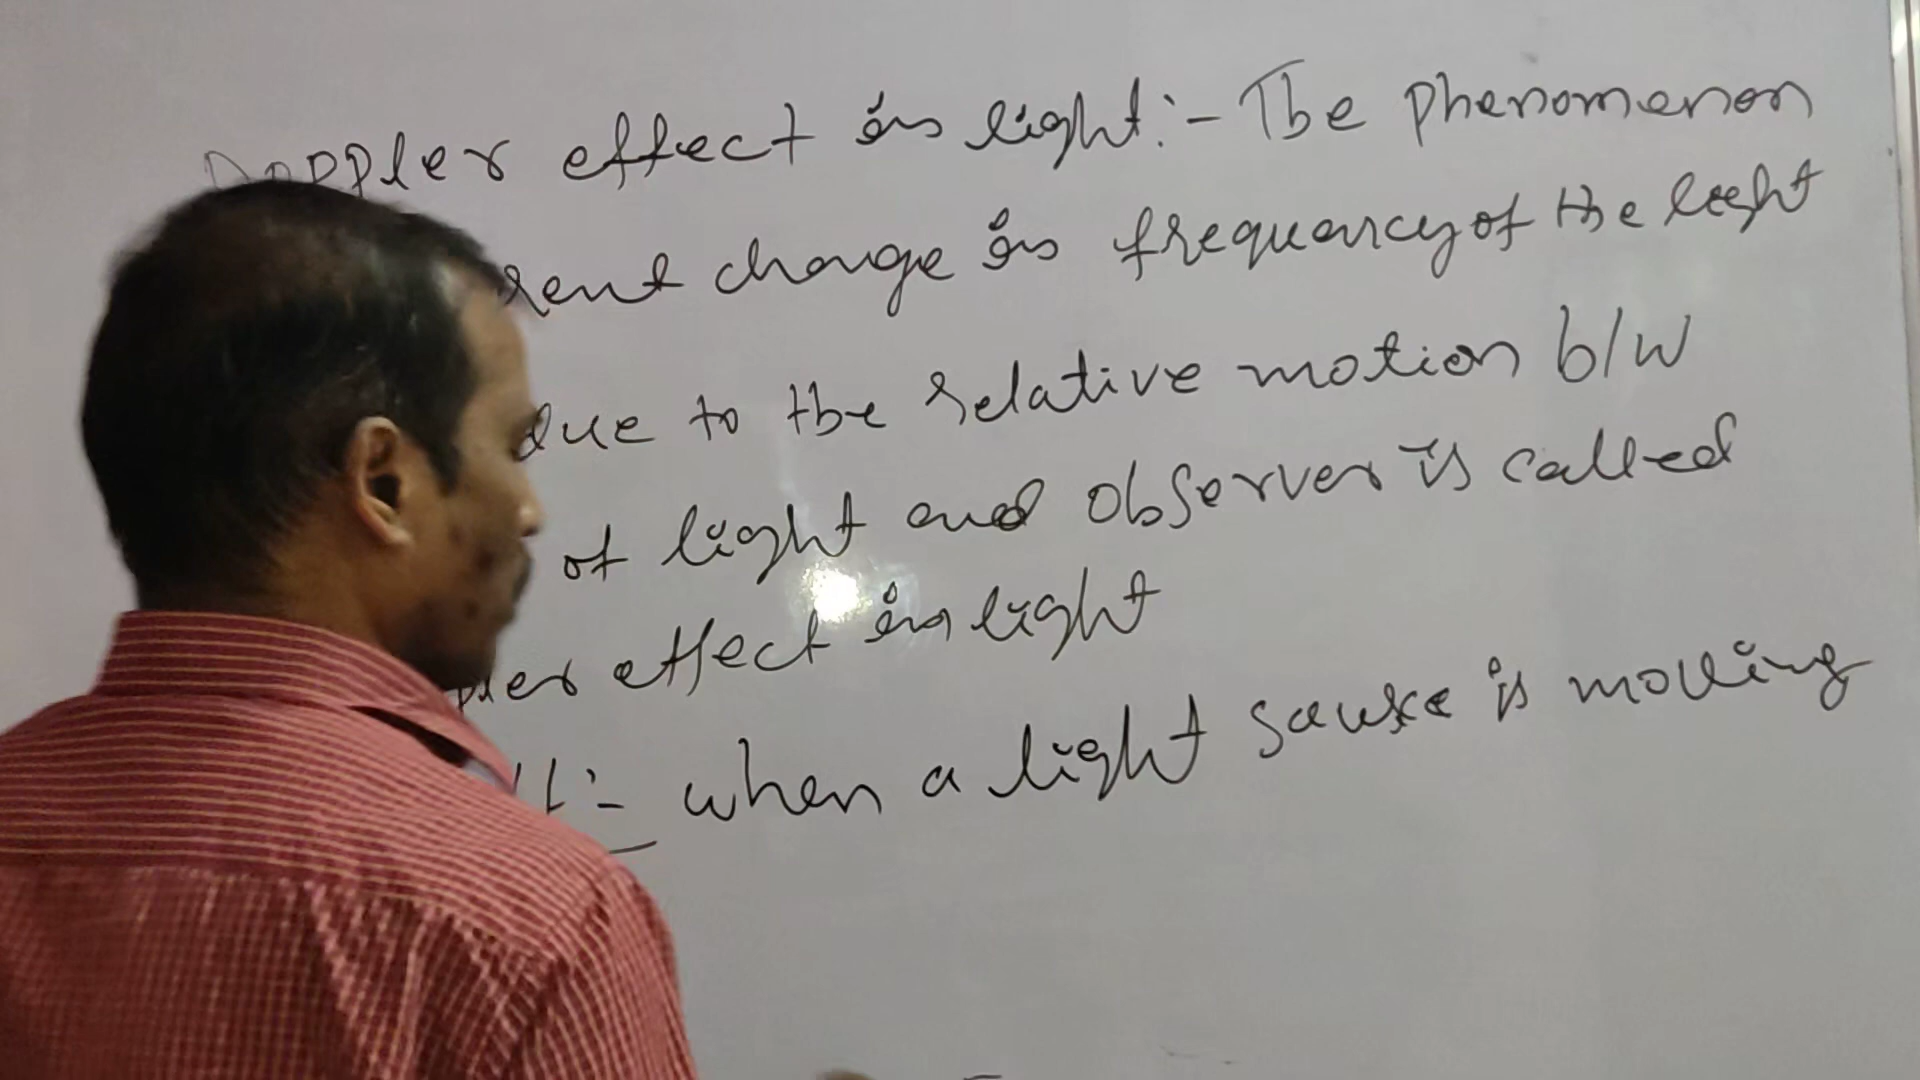 Doppler effect in light:- The phenomenon
change in frequency of the light
due to the relative motion b/w
of light and observer is called
effect in light
when a light source is moving